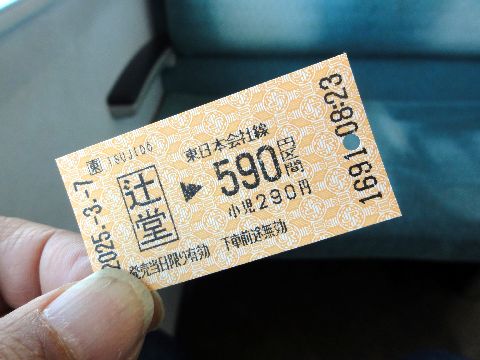 180J106
東日本会社線
辻堂 ▶ 590円区間
小児290円
発売当日限り有効 下車前途無効
2025.-3.-7
1691 08:23